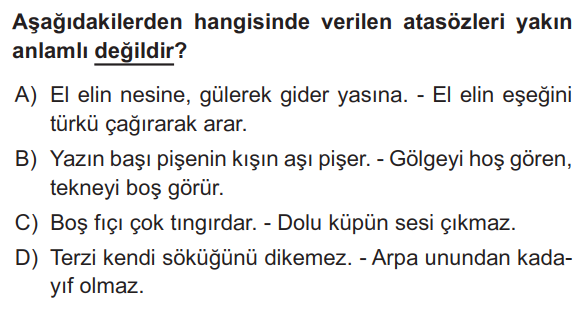 Aşağıdakilerden hangisinde verilen atasözleri yakın
anlamlı değildir?
A) El elin nesine, gülerek gider yasına. - El elin eşeğini
türkü çağırarak arar.
B) Yazın başı pişenin kışın aşı pişer. - Gölgeyi hoş gören,
tekneyi boş görür.
C) Boş fıçı çok tıngırdar. - Dolu küpün sesi çıkmaz.
D) Terzi kendi söküğünü dikemez. - Arpa unundan kada-
yıf olmaz.